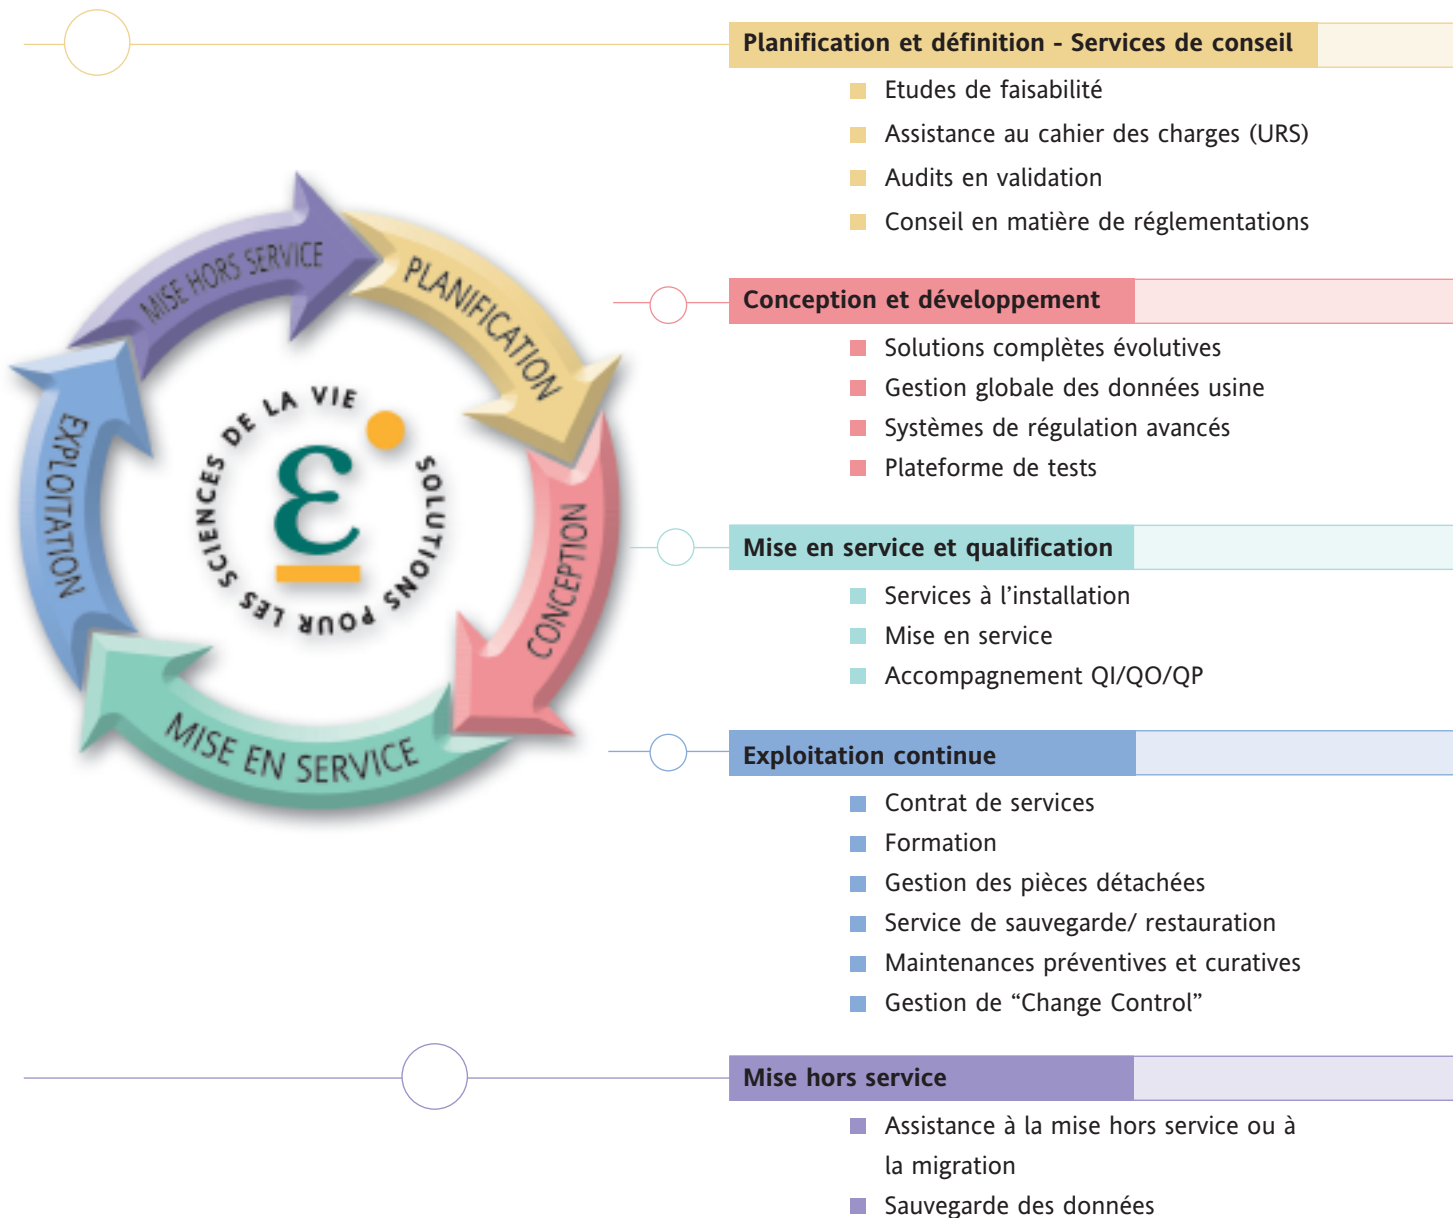 Planification et définition - Services de conseil
Etudes de faisabilité
Assistance au cahier des charges (URS)
Audits en validation
Conseil en matière de réglementations
MISE HORS SERVICE
PLANIFICATION
CONCEPTION
MISE EN SERVICE
EXPLOITATION
SOLUTIONS POUR LES SCIENCES DE LA VIE
ε
Conception et développement
Solutions complètes évolutives
Gestion globale des données usine
Systèmes de régulation avancés
Plateforme de tests
Mise en service et qualification
Services à l’installation
Mise en service
Accompagnement QI/QO/QP
Exploitation continue
Contrat de services
Formation
Gestion des pièces détachées
Service de sauvegarde/ restauration
Maintenances préventives et curatives
Gestion de “Change Control”
Mise hors service
Assistance à la mise hors service ou à
la migration
Sauvegarde des données